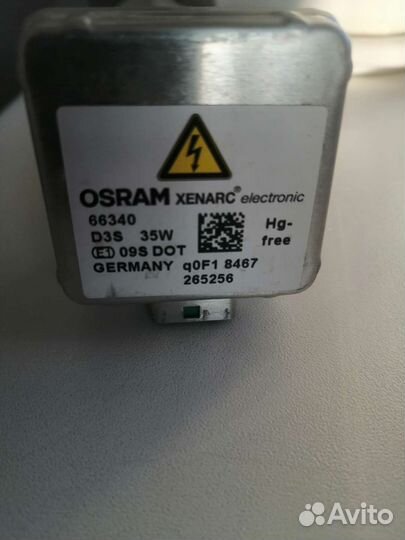 OSRAM XENARC® electronic
66340
D3S 35W
Hg-free
E1 09S DOT
GERMANY q0F1 8467
265256
Avito